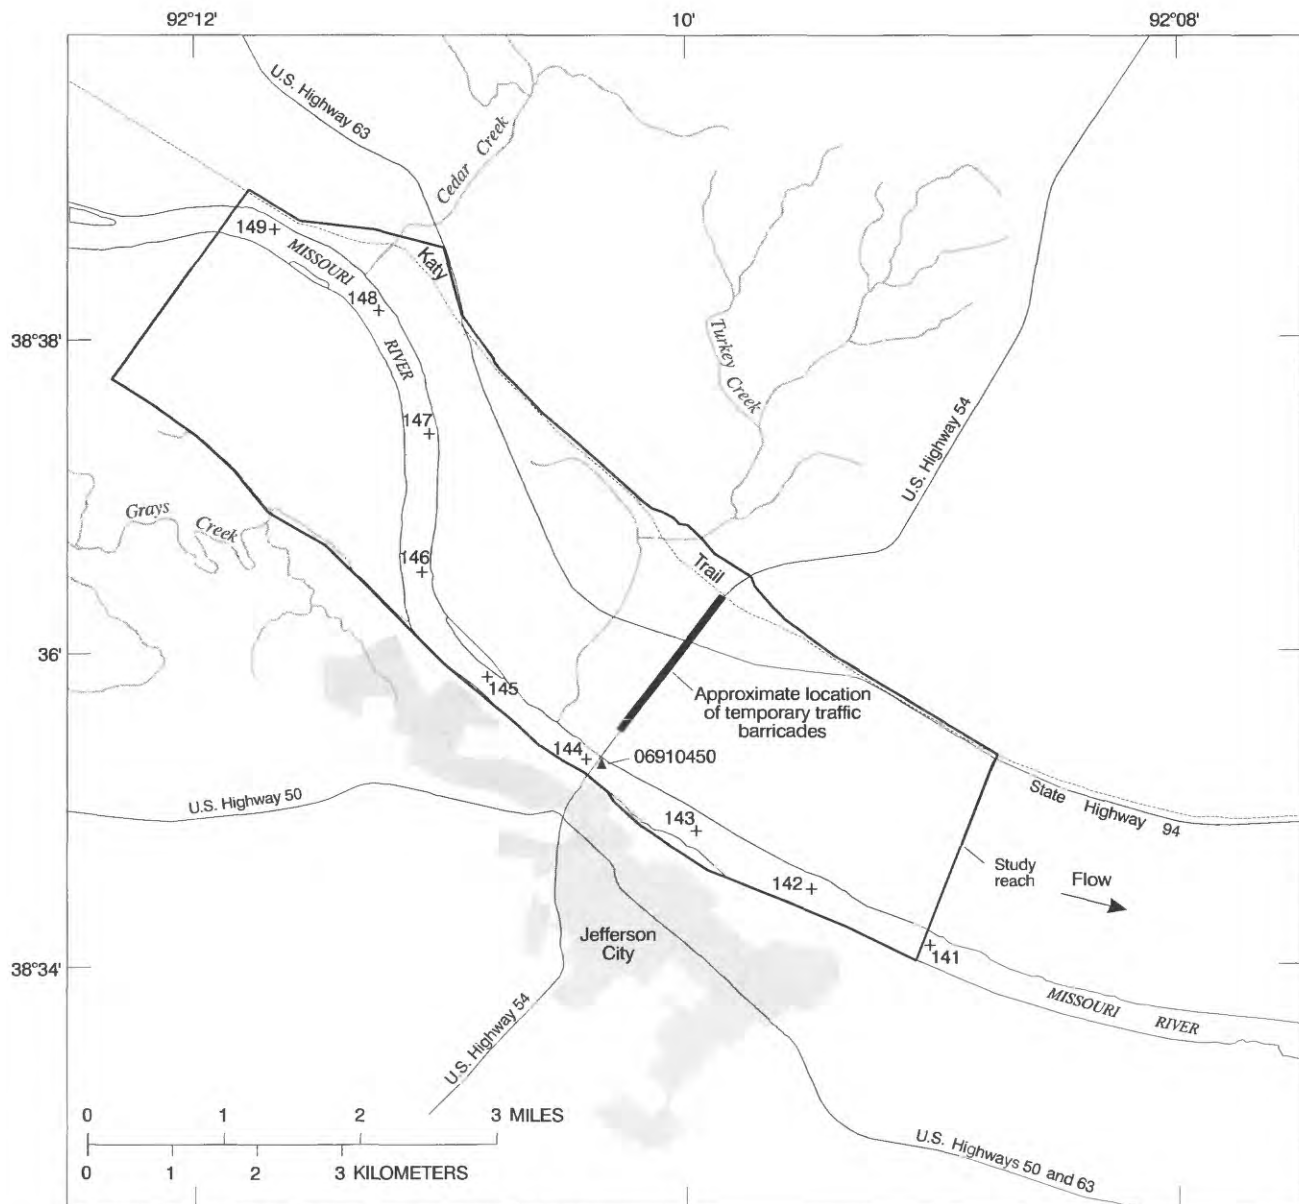 92°12'
10'
92°08'
U.S. Highway 63
Cedar Creek
149
MISSOURI
Katy
148
38°38'
RIVER
Turkey
Creek
147
U.S. Highway 54
Grays
Creek
146
Trail
36'
145
Approximate location
of temporary traffic
barricades
144
06910450
U.S. Highway 50
State Highway 94
143
Study
reach
Flow
142
Jefferson
City
141
38°34'
MISSOURI RIVER
U.S. Highway 54
0 1 2 3 MILES
0 1 2 3 KILOMETERS
U.S. Highways 50 and 63